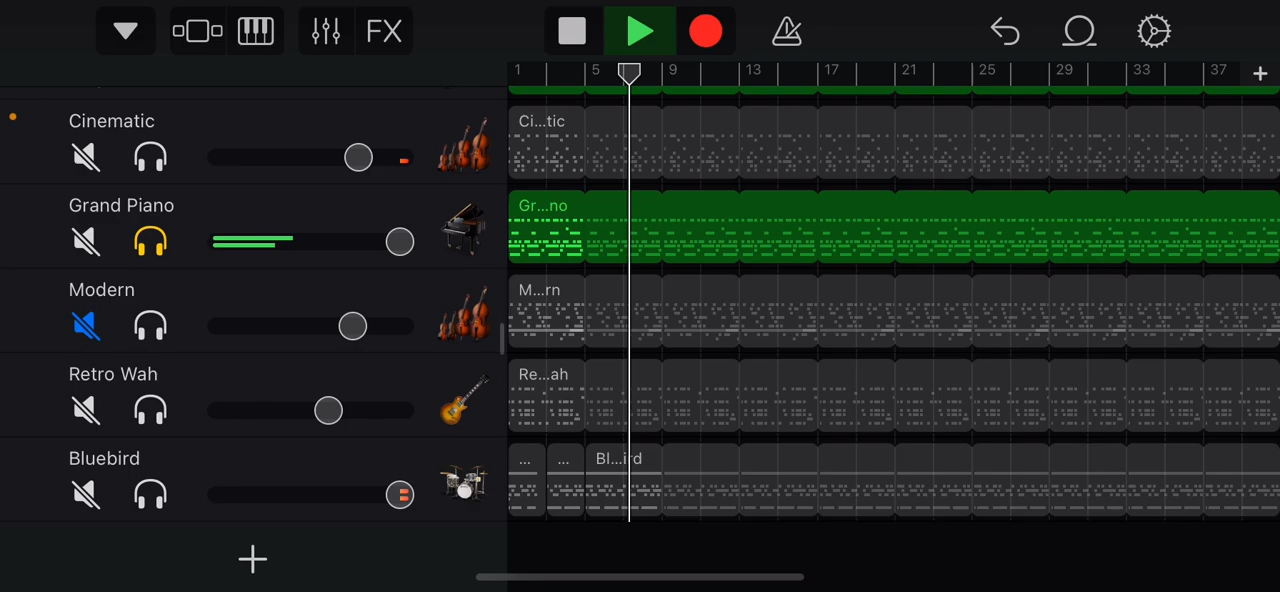 FX
1 5 9 13 17 21 25 29 33 37
Cinematic
Ci...tic
Grand Piano
Gr...no
Modern
M...rn
Retro Wah
Re...ah
Bluebird
... ... Bl...ird